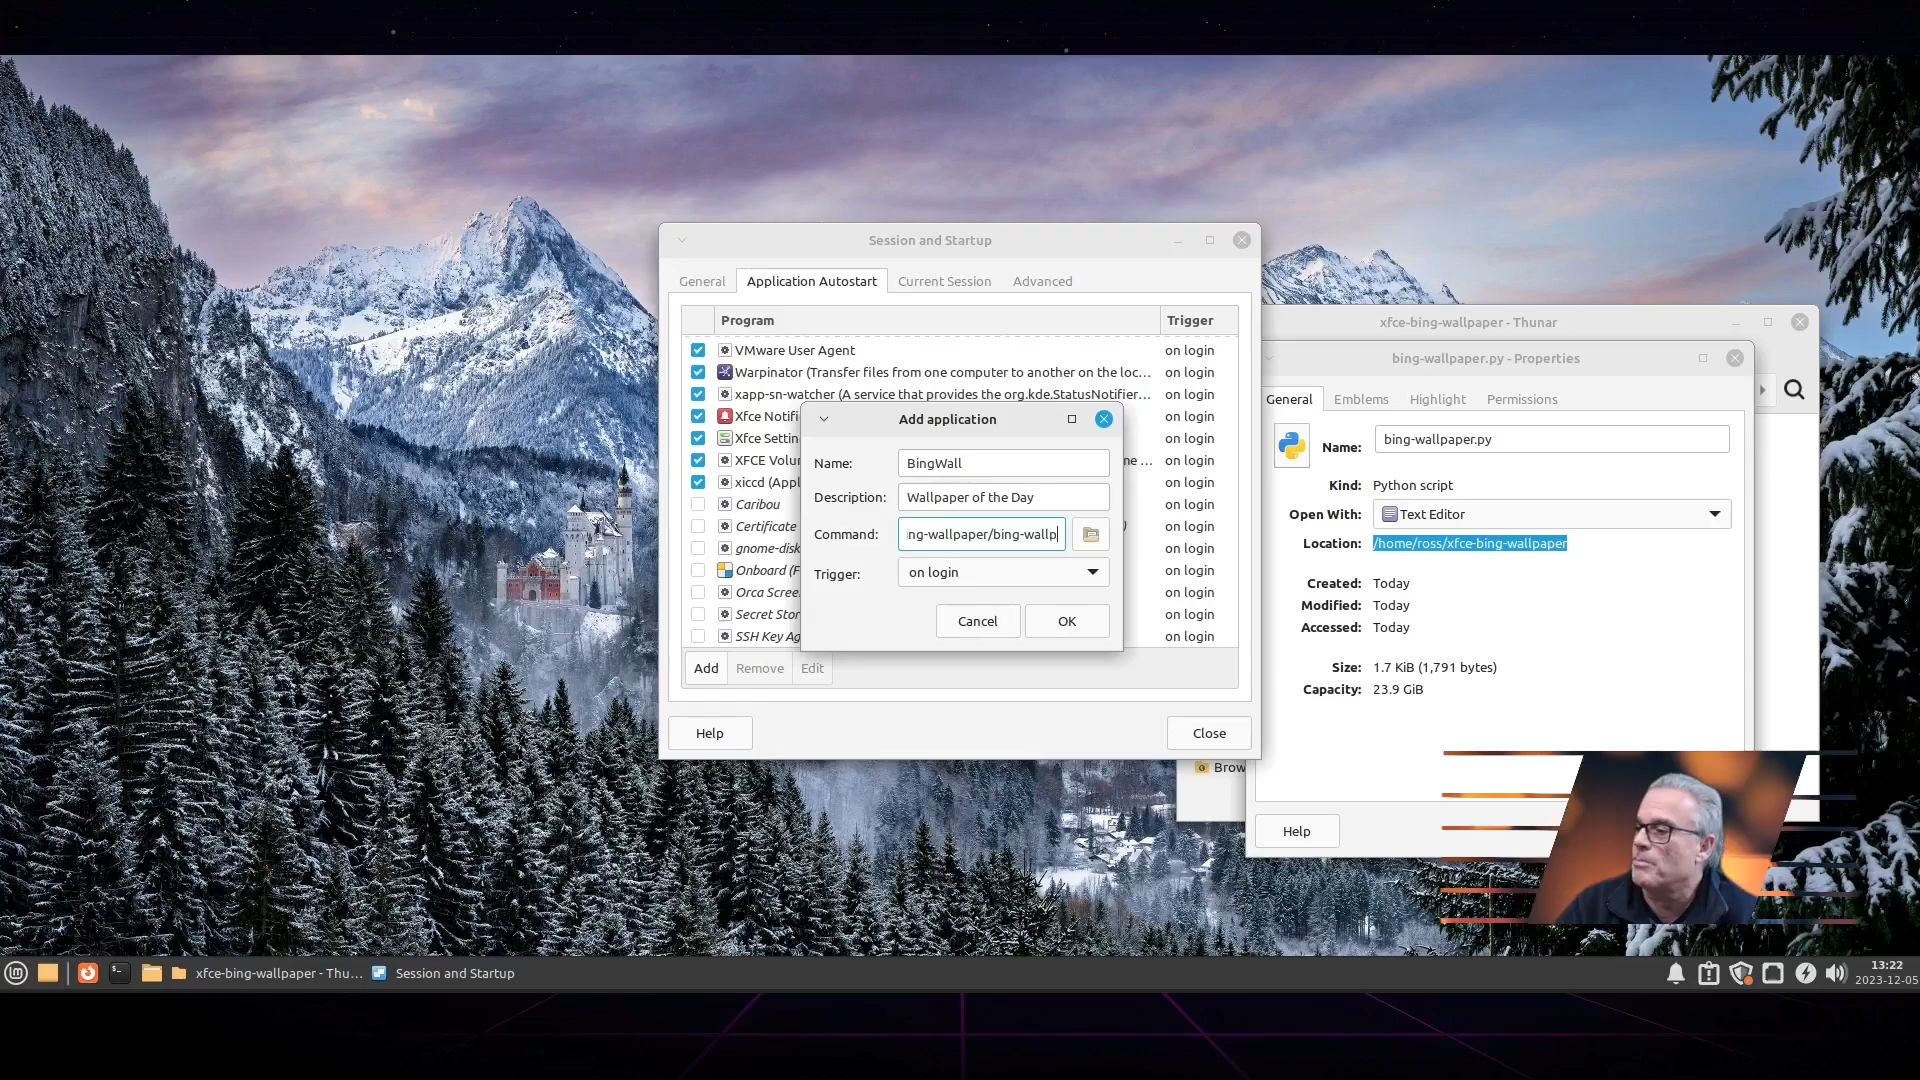 Session and Startup
General Application Autostart Current Session Advanced
Program Trigger
VMware User Agent on login
Warpinator (Transfer files from one computer to another on the loc... on login
xapp-sn-watcher (A service that provides the org.kde.StatusNotifier... on login
Xfce Notifi on login
Xfce Settin on login
XFCE Volu me ... on login
xiccd (Appl on login
Caribou on login
Certificate ) on login
gnome-disk on login
Onboard (F on login
Orca Scree on login
Secret Stor on login
SSH Key Ag on login
Add Remove Edit
Help Close
Add application
Name: BingWall
Description: Wallpaper of the Day
Command: ng-wallpaper/bing-wallp
Trigger: on login
Cancel OK
xfce-bing-wallpaper - Thunar
bing-wallpaper.py - Properties
General Emblems Highlight Permissions
Name: bing-wallpaper.py
Kind: Python script
Open With: Text Editor
Location: /home/ross/xfce-bing-wallpaper
Created: Today
Modified: Today
Accessed: Today
Size: 1.7 KiB (1,791 bytes)
Capacity: 23.9 GiB
Brow
Help
xfce-bing-wallpaper - Thu... Session and Startup
13:22
2023-12-05